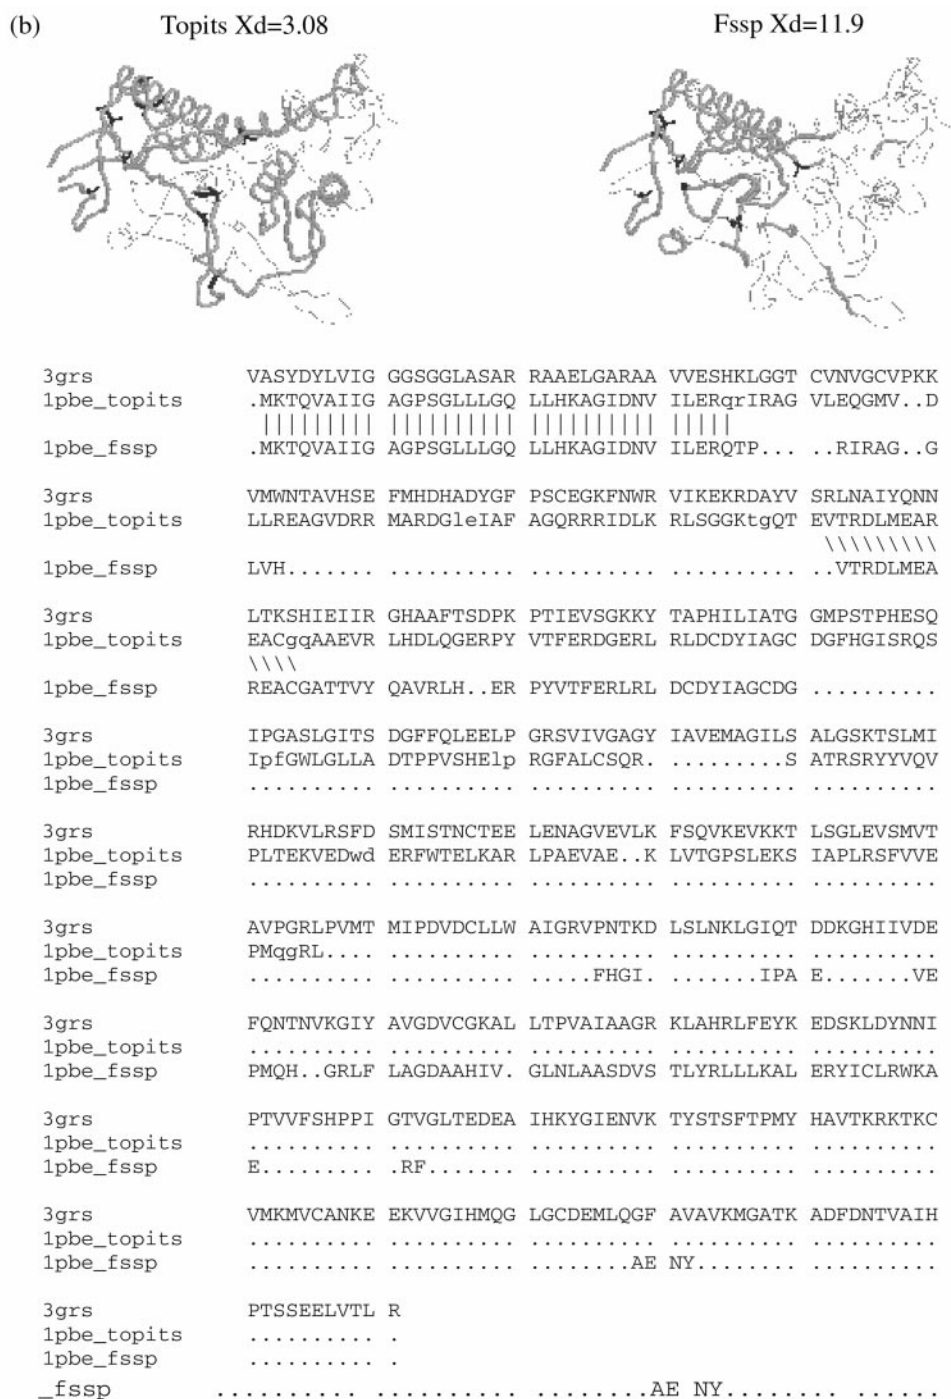 (b) Topits Xd=3.08 Fssp Xd=11.9
3grs VASYDYLVIG GGSGGLASAR RAAELGARAA VVESHKLGGT CVNVGCVPKK
1pbe_topits .MKTQVAIIG AGPSGLLLGQ LLHKAGIDNV ILERqrIRAG VLEQGMV..D
||||||||| |||||||||| |||||||||| |||||
1pbe_fssp .MKTQVAIIG AGPSGLLLGQ LLHKAGIDNV ILERQTP... .RIRAG..G
3grs VMWNTAVHSE FMHDHADYGF PSCEGKFNWR VIKEKRDAYV SRLNAIYQNN
1pbe_topits LLREAGVDRR MARDGleIAF AGQRRRIDLK RLSGGKtgQT EVTRDLMEAR
\\\\\\\\\
1pbe_fssp LVH....... .......... .......... .......... ..VTRDLMEA
3grs LTKSHIEIIR GHAAFTSDPK PTIEVSGKKY TAPHILIATG GMPSTPHESQ
1pbe_topits EACgqAAEVR LHDLQGERPY VTFERDGERL RLDCDYIAGC DGFHGISRQS
\\\\
1pbe_fssp REACGATTVY QAVRLH..ER PYVTFERLRL DCDYIAGCDG ..........
3grs IPGASLGITS DGFFQLEELP GRSVIVGAGY IAVEMAGILS ALGSKTSLMI
1pbe_topits IpfGWLGLLA DTPPVSHElp RGFALCSQR. .........S ATRSRYYVQV
1pbe_fssp .......... .......... .......... .......... ..........
3grs RHDKVLRSFD SMISTNCTEE LENAGVEVLK FSQVKEVKKT LSGLEVSMVT
1pbe_topits PLTEKVEDwd ERFWTELKAR LPAEVAE..K LVTGPSLEKS IAPLRSFVVE
1pbe_fssp .......... .......... .......... .......... ..........
3grs AVPGRLPVMT MIPDVDCLLW AIGRVPNTKD LSLNKLGIQT DDKGHIIVDE
1pbe_topits PMqgRL.... .......... .......... .......... ..........
1pbe_fssp .......... .......... .....FHGI. ......IPA E.......VE
3grs FQNTNVKGIY AVGDVCGKAL LTPVAIAAGR KLAHRLFEYK EDSKLDYNNI
1pbe_topits .......... .......... .......... .......... ..........
1pbe_fssp PMQH..GRLF LAGDAAHIV. GLNLAASDVS TLYRLLLKAL ERYICLRWKA
3grs PTVVFSHPPI GTVGLTEDEA IHKYGIENVK TYSTSFTPMY HAVTKRKTKC
1pbe_topits .......... .......... .......... .......... ..........
1pbe_fssp E......... .RF....... .......... .......... ..........
3grs VMKMVCANKE EKVVGIHMQG LGCDEMLQGF AVAVKMGATK ADFDNTVAIH
1pbe_topits .......... .......... .......... .......... ..........
1pbe_fssp .......... .......... ........AE NY........ ..........
3grs PTSSEELVTL R
1pbe_topits .......... .
1pbe_fssp .......... .
_fssp .......... .......... ........AE NY........ ......